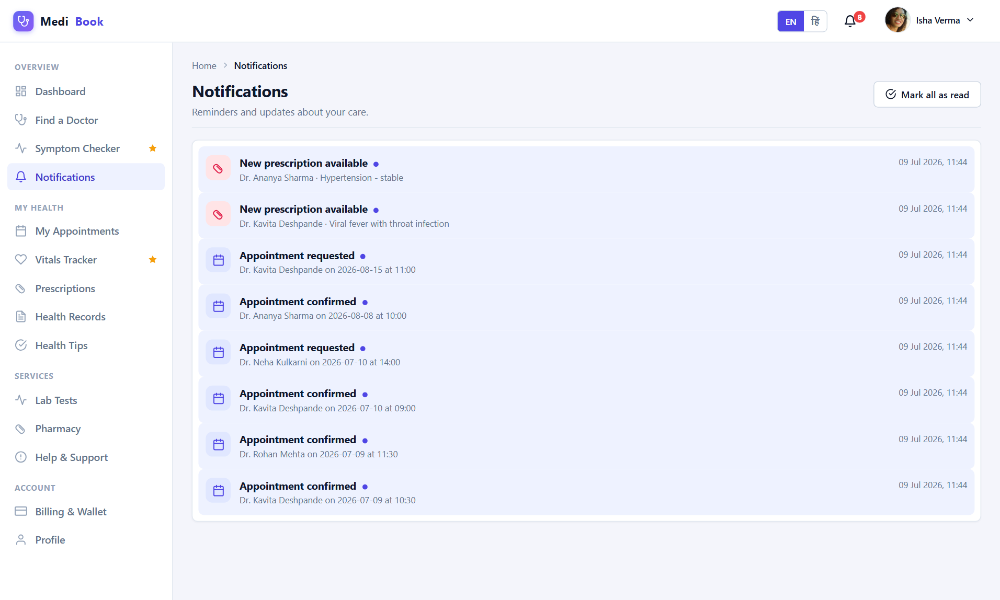 Medi Book
EN
हिं
8
Isha Verma
OVERVIEW
Dashboard
Find a Doctor
Symptom Checker
Notifications
MY HEALTH
My Appointments
Vitals Tracker
Prescriptions
Health Records
Health Tips
SERVICES
Lab Tests
Pharmacy
Help & Support
ACCOUNT
Billing & Wallet
Profile
Home > Notifications
Notifications
Reminders and updates about your care.
Mark all as read
New prescription available
09 Jul 2026, 11:44
Dr. Ananya Sharma · Hypertension - stable
New prescription available
09 Jul 2026, 11:44
Dr. Kavita Deshpande · Viral fever with throat infection
Appointment requested
09 Jul 2026, 11:44
Dr. Kavita Deshpande on 2026-08-15 at 11:00
Appointment confirmed
09 Jul 2026, 11:44
Dr. Ananya Sharma on 2026-08-08 at 10:00
Appointment requested
09 Jul 2026, 11:44
Dr. Neha Kulkarni on 2026-07-10 at 14:00
Appointment confirmed
09 Jul 2026, 11:44
Dr. Kavita Deshpande on 2026-07-10 at 09:00
Appointment confirmed
09 Jul 2026, 11:44
Dr. Rohan Mehta on 2026-07-09 at 11:30
Appointment confirmed
09 Jul 2026, 11:44
Dr. Kavita Deshpande on 2026-07-09 at 10:30